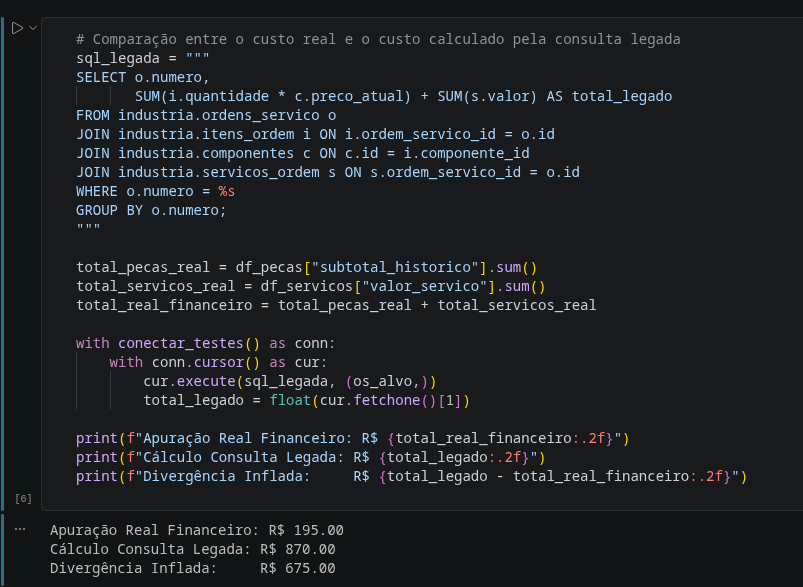 # Comparação entre o custo real e o custo calculado pela consulta legada
sql_legada = """
SELECT o.numero,
       SUM(i.quantidade * c.preco_atual) + SUM(s.valor) AS total_legado
FROM industria.ordens_servico o
JOIN industria.itens_ordem i ON i.ordem_servico_id = o.id
JOIN industria.componentes c ON c.id = i.componente_id
JOIN industria.servicos_ordem s ON s.ordem_servico_id = o.id
WHERE o.numero = %s
GROUP BY o.numero;
"""

total_pecas_real = df_pecas["subtotal_historico"].sum()
total_servicos_real = df_servicos["valor_servico"].sum()
total_real_financeiro = total_pecas_real + total_servicos_real

with conectar_testes() as conn:
    with conn.cursor() as cur:
        cur.execute(sql_legada, (os_alvo,))
        total_legado = float(cur.fetchone()[1])

print(f"Apuração Real Financeiro: R$ {total_real_financeiro:.2f}")
print(f"Cálculo Consulta Legada: R$ {total_legado:.2f}")
print(f"Divergência Inflada:     R$ {total_legado - total_real_financeiro:.2f}")
[6]
... Apuração Real Financeiro: R$ 195.00
Cálculo Consulta Legada: R$ 870.00
Divergência Inflada:     R$ 675.00